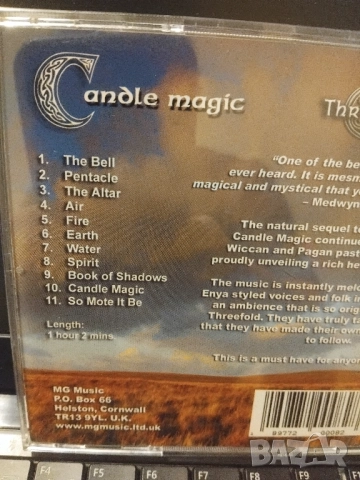 Candle magic
Thr
1. The Bell
2. Pentacle
3. The Altar
4. Air
5. Fire
6. Earth
7. Water
8. Spirit
9. Book of Shadows
10. Candle Magic
11. So Mote It Be
Length:
1 hour 2 mins
MG Music
P.O. Box 66
Helston, Cornwall
TR13 9YL. U.K.
www.mgmusic.ltd.uk
"One of the be
ever heard. It is mesm
magical and mystical that y
– Medwyn
The natural sequel to
Candle Magic continu
Wiccan and Pagan past
proudly unveiling a rich he
The music is instantly melo
Enya styled voices and folk i
an ambience that is so origi
Threefold. They have truly ta
that they have made their own
to follow.
This is a must have for anyon
BAZAR
F4
F5
F6
F7
F8